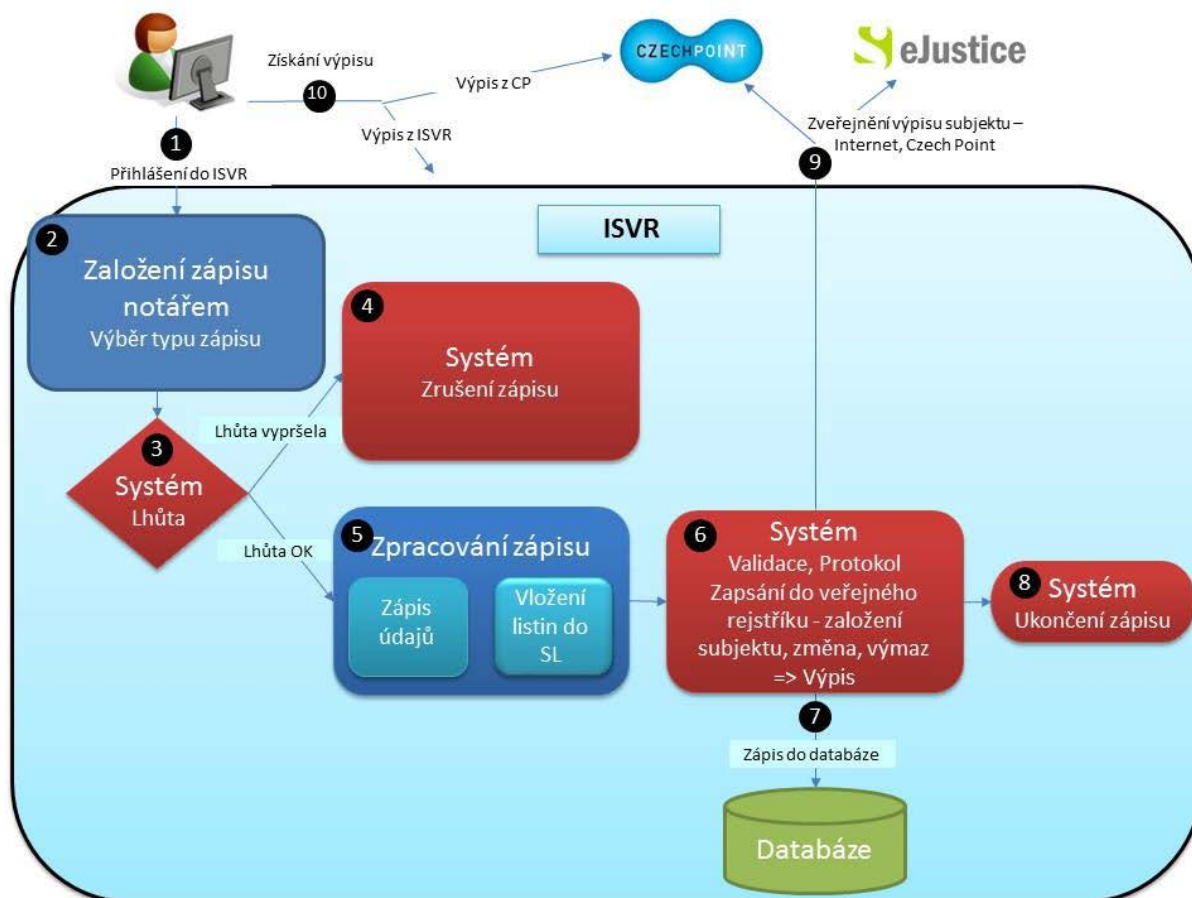 Získání výpisu
10
CZECHPOINT
eJustice
Výpis z CP
Výpis z ISVR
1
Přihlášení do ISVR
Zveřejnění výpisu subjektu –
Internet, Czech Point
9
ISVR
2
Založení zápisu
notářem
Výběr typu zápisu
4
Systém
Zrušení zápisu
Lhůta vypršela
3
Systém
Lhůta
Lhůta OK
5
Zpracování zápisu
Zápis
údajů
Vložení
listin do
SL
6
Systém
Validace, Protokol
Zapsání do veřejného
rejstříku - založení
subjektu, změna, výmaz
=> Výpis
8
Systém
Ukončení zápisu
7
Zápis do databáze
Databáze